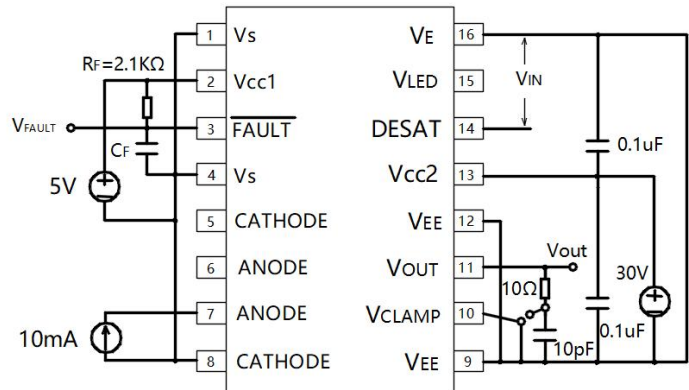 1 Vs
VE 16
RF=2.1KΩ
2 Vcc1
VLED 15
VIN
VFAULT
3 FAULT
DESAT 14
CF
0.1uF
4 Vs
Vcc2 13
5V
5 CATHODE
VEE 12
6 ANODE
VOUT 11
Vout
10Ω
30V
7 ANODE
VCLAMP 10
10mA
0.1uF
10pF
8 CATHODE
VEE 9